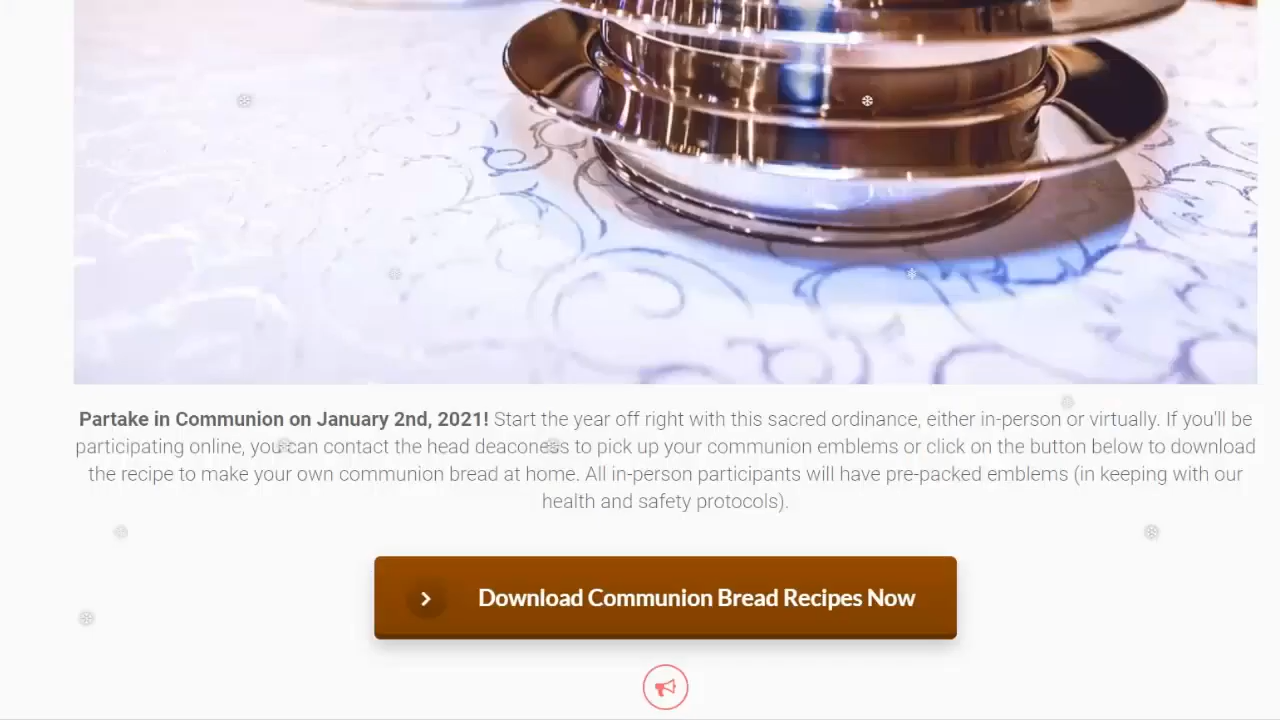 Partake in Communion on January 2nd, 2021! Start the year off right with this sacred ordinance, either in-person or virtually. If you'll be
participating online, you can contact the head deaconess to pick up your communion emblems or click on the button below to download
the recipe to make your own communion bread at home. All in-person participants will have pre-packed emblems (in keeping with our
health and safety protocols).
Download Communion Bread Recipes Now